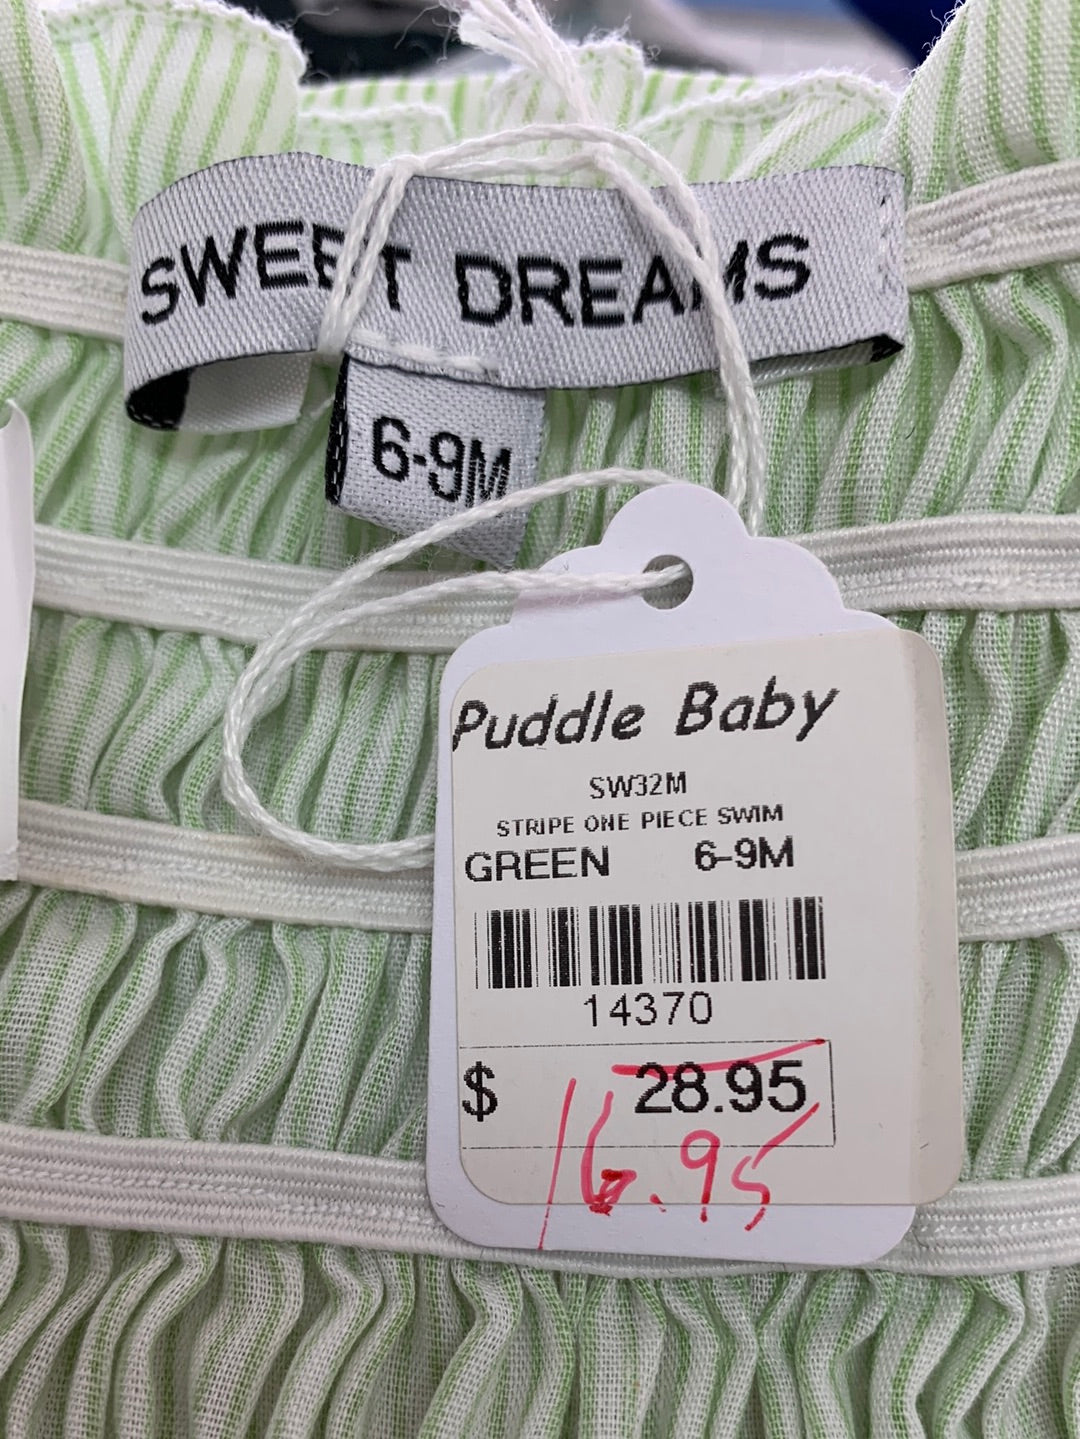 SWEET DREAMS
6-9M
Puddle Baby
SW32M
STRIPE ONE PIECE SWIM
GREEN 6-9M
14370
$ 28.95
16.95